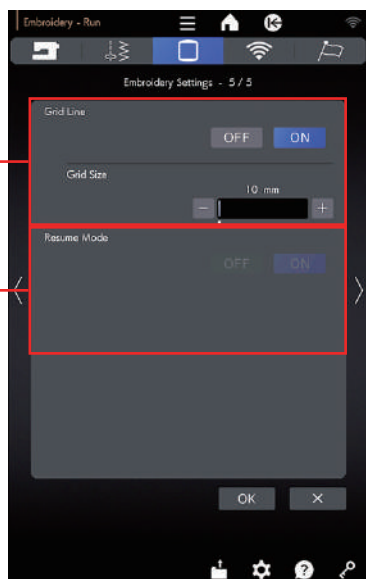 Embroidery - Run
Embroidery Settings - 5 / 5
Grid Line
OFF ON
Grid Size
10 mm
− +
Resume Mode
OFF ON
OK ×